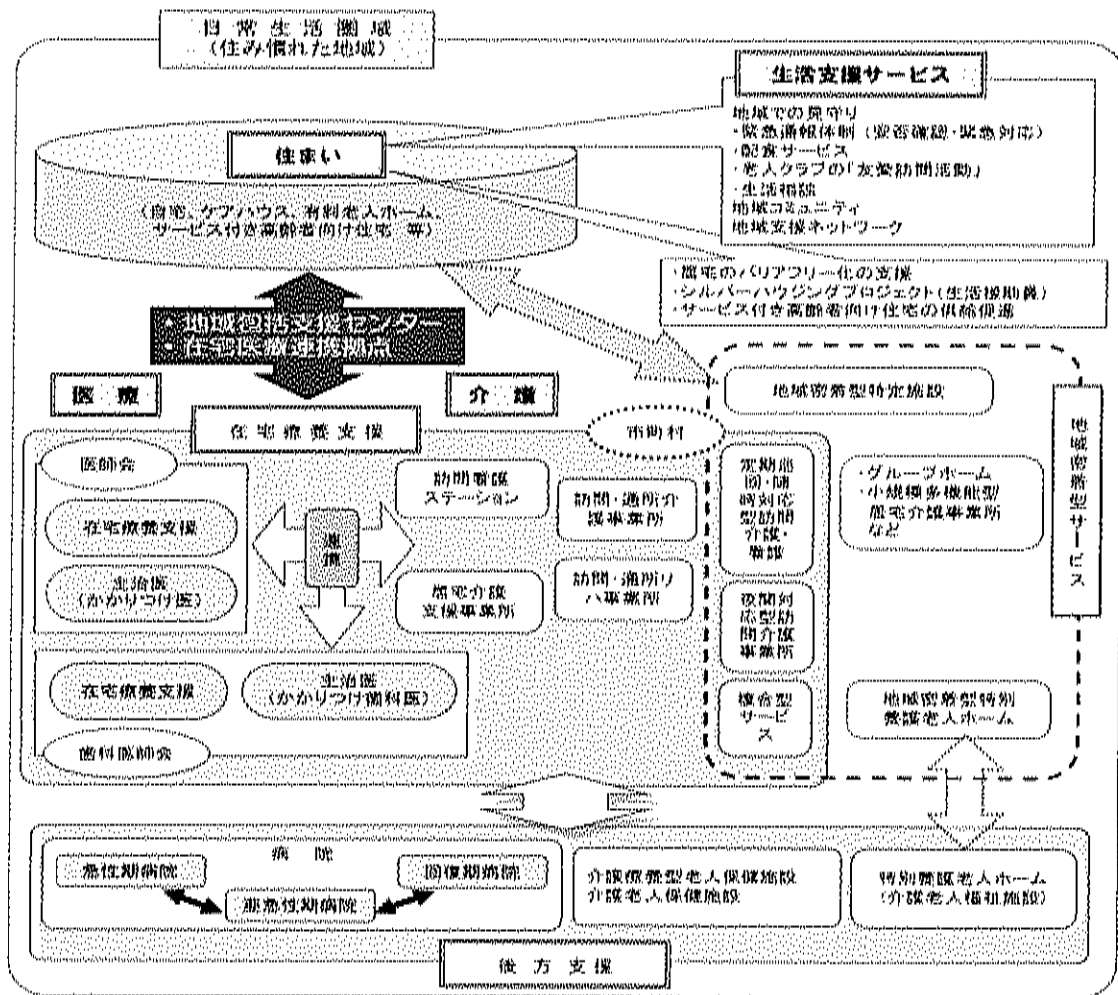 日常生活圏域
(住み慣れた地域)
生活支援サービス
地域での見守り
・緊急通報体制(安否確認・緊急対応)
・配食サービス
・老人クラブの「友愛訪問活動」
・生活相談
地域コミュニティ
地域支援ネットワーク
住まい
(自宅、ケアハウス、有料老人ホーム、
サービス付き高齢者向け住宅 等)
・居宅のバリアフリー化の支援
・シルバーハウジングプロジェクト(生活援助員)
・サービス付き高齢者向け住宅の供給促進
・地域包括支援センター
・在宅医療連携拠点
医療
介護
在宅療養支援
市町村
地域密着型特定施設
地域密着型サービス
医師会
在宅療養支援
主治医
(かかりつけ医)
連携
訪問看護
ステーション
訪問・通所介
護事業所
居宅介護
支援事業所
訪問・通所リ
ハ事業所
定期巡
回・随
時対応
型訪問
介護・
看護
・グループホーム
・小規模多機能型
居宅介護事業所
など
夜間対
応型訪
問介護
事業所
在宅療養支援
主治医
(かかりつけ歯科医)
歯科医師会
複合型
サービ
ス
地域密着型特別
養護老人ホーム
病院
急性期病院
回復期病院
亜急性期病院
介護療養型老人保健施設
介護老人保健施設
特別養護老人ホーム
(介護老人福祉施設)
後方支援